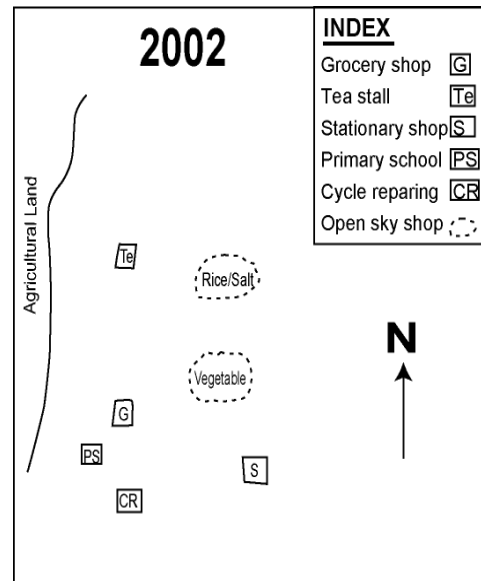 2002
INDEX
Grocery shop G
Tea stall Te
Stationary shop S
Primary school PS
Cycle reparing CR
Open sky shop
Agricultural Land
Te
Rice/Salt
Vegetable
N
G
PS
S
CR